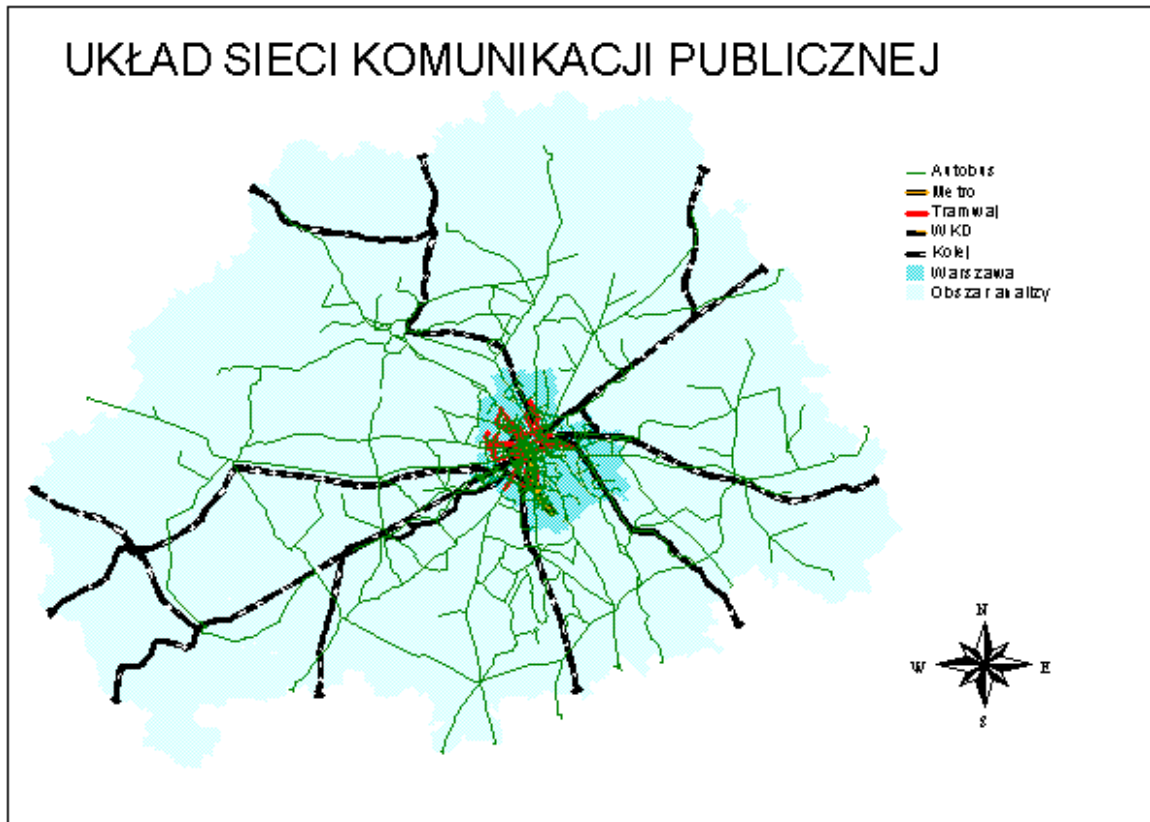 UKŁAD SIECI KOMUNIKACJI PUBLICZNEJ
Autobus
Metro
Tramwaj
WKD
Kolej
Warszawa
Obszar analizy
N
W E
S